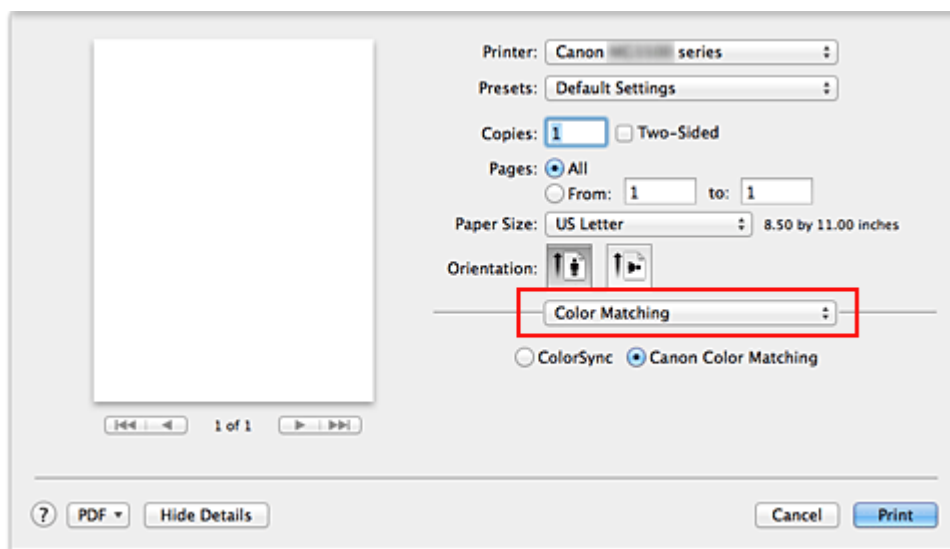 Printer: Canon series
Presets: Default Settings
Copies: 1 Two-Sided
Pages: All
From: 1 to: 1
Paper Size: US Letter 8.50 by 11.00 inches
Orientation:
Color Matching
ColorSync Canon Color Matching
1 of 1
? PDF Hide Details Cancel Print